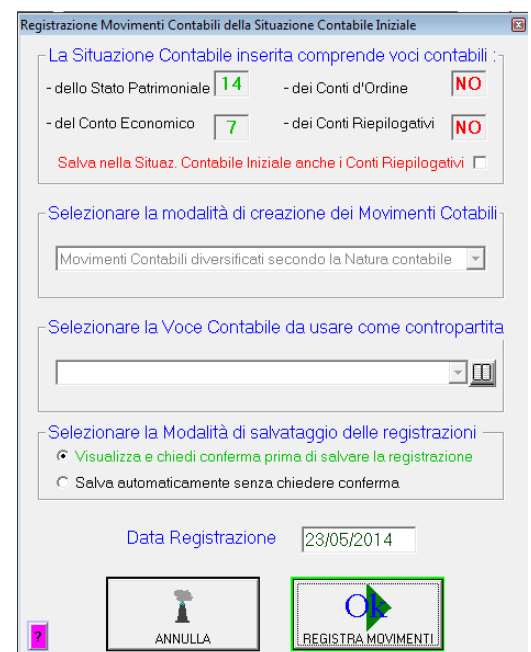 Registrazione Movimenti Contabili della Situazione Contabile Iniziale
La Situazione Contabile inserita comprende voci contabili :
- dello Stato Patrimoniale 14 - dei Conti d'Ordine NO
- del Conto Economico 7 - dei Conti Riepilogativi NO
Salva nella Situaz. Contabile Iniziale anche i Conti Riepilogativi
Selezionare la modalità di creazione dei Movimenti Cotabili
Movimenti Contabili diversificati secondo la Natura contabile
Selezionare la Voce Contabile da usare come contropartita
Selezionare la Modalità di salvataggio delle registrazioni
Visualizza e chiedi conferma prima di salvare la registrazione
Salva automaticamente senza chiedere conferma
Data Registrazione 23/05/2014
Ok
? ANNULLA REGISTRA MOVIMENTI